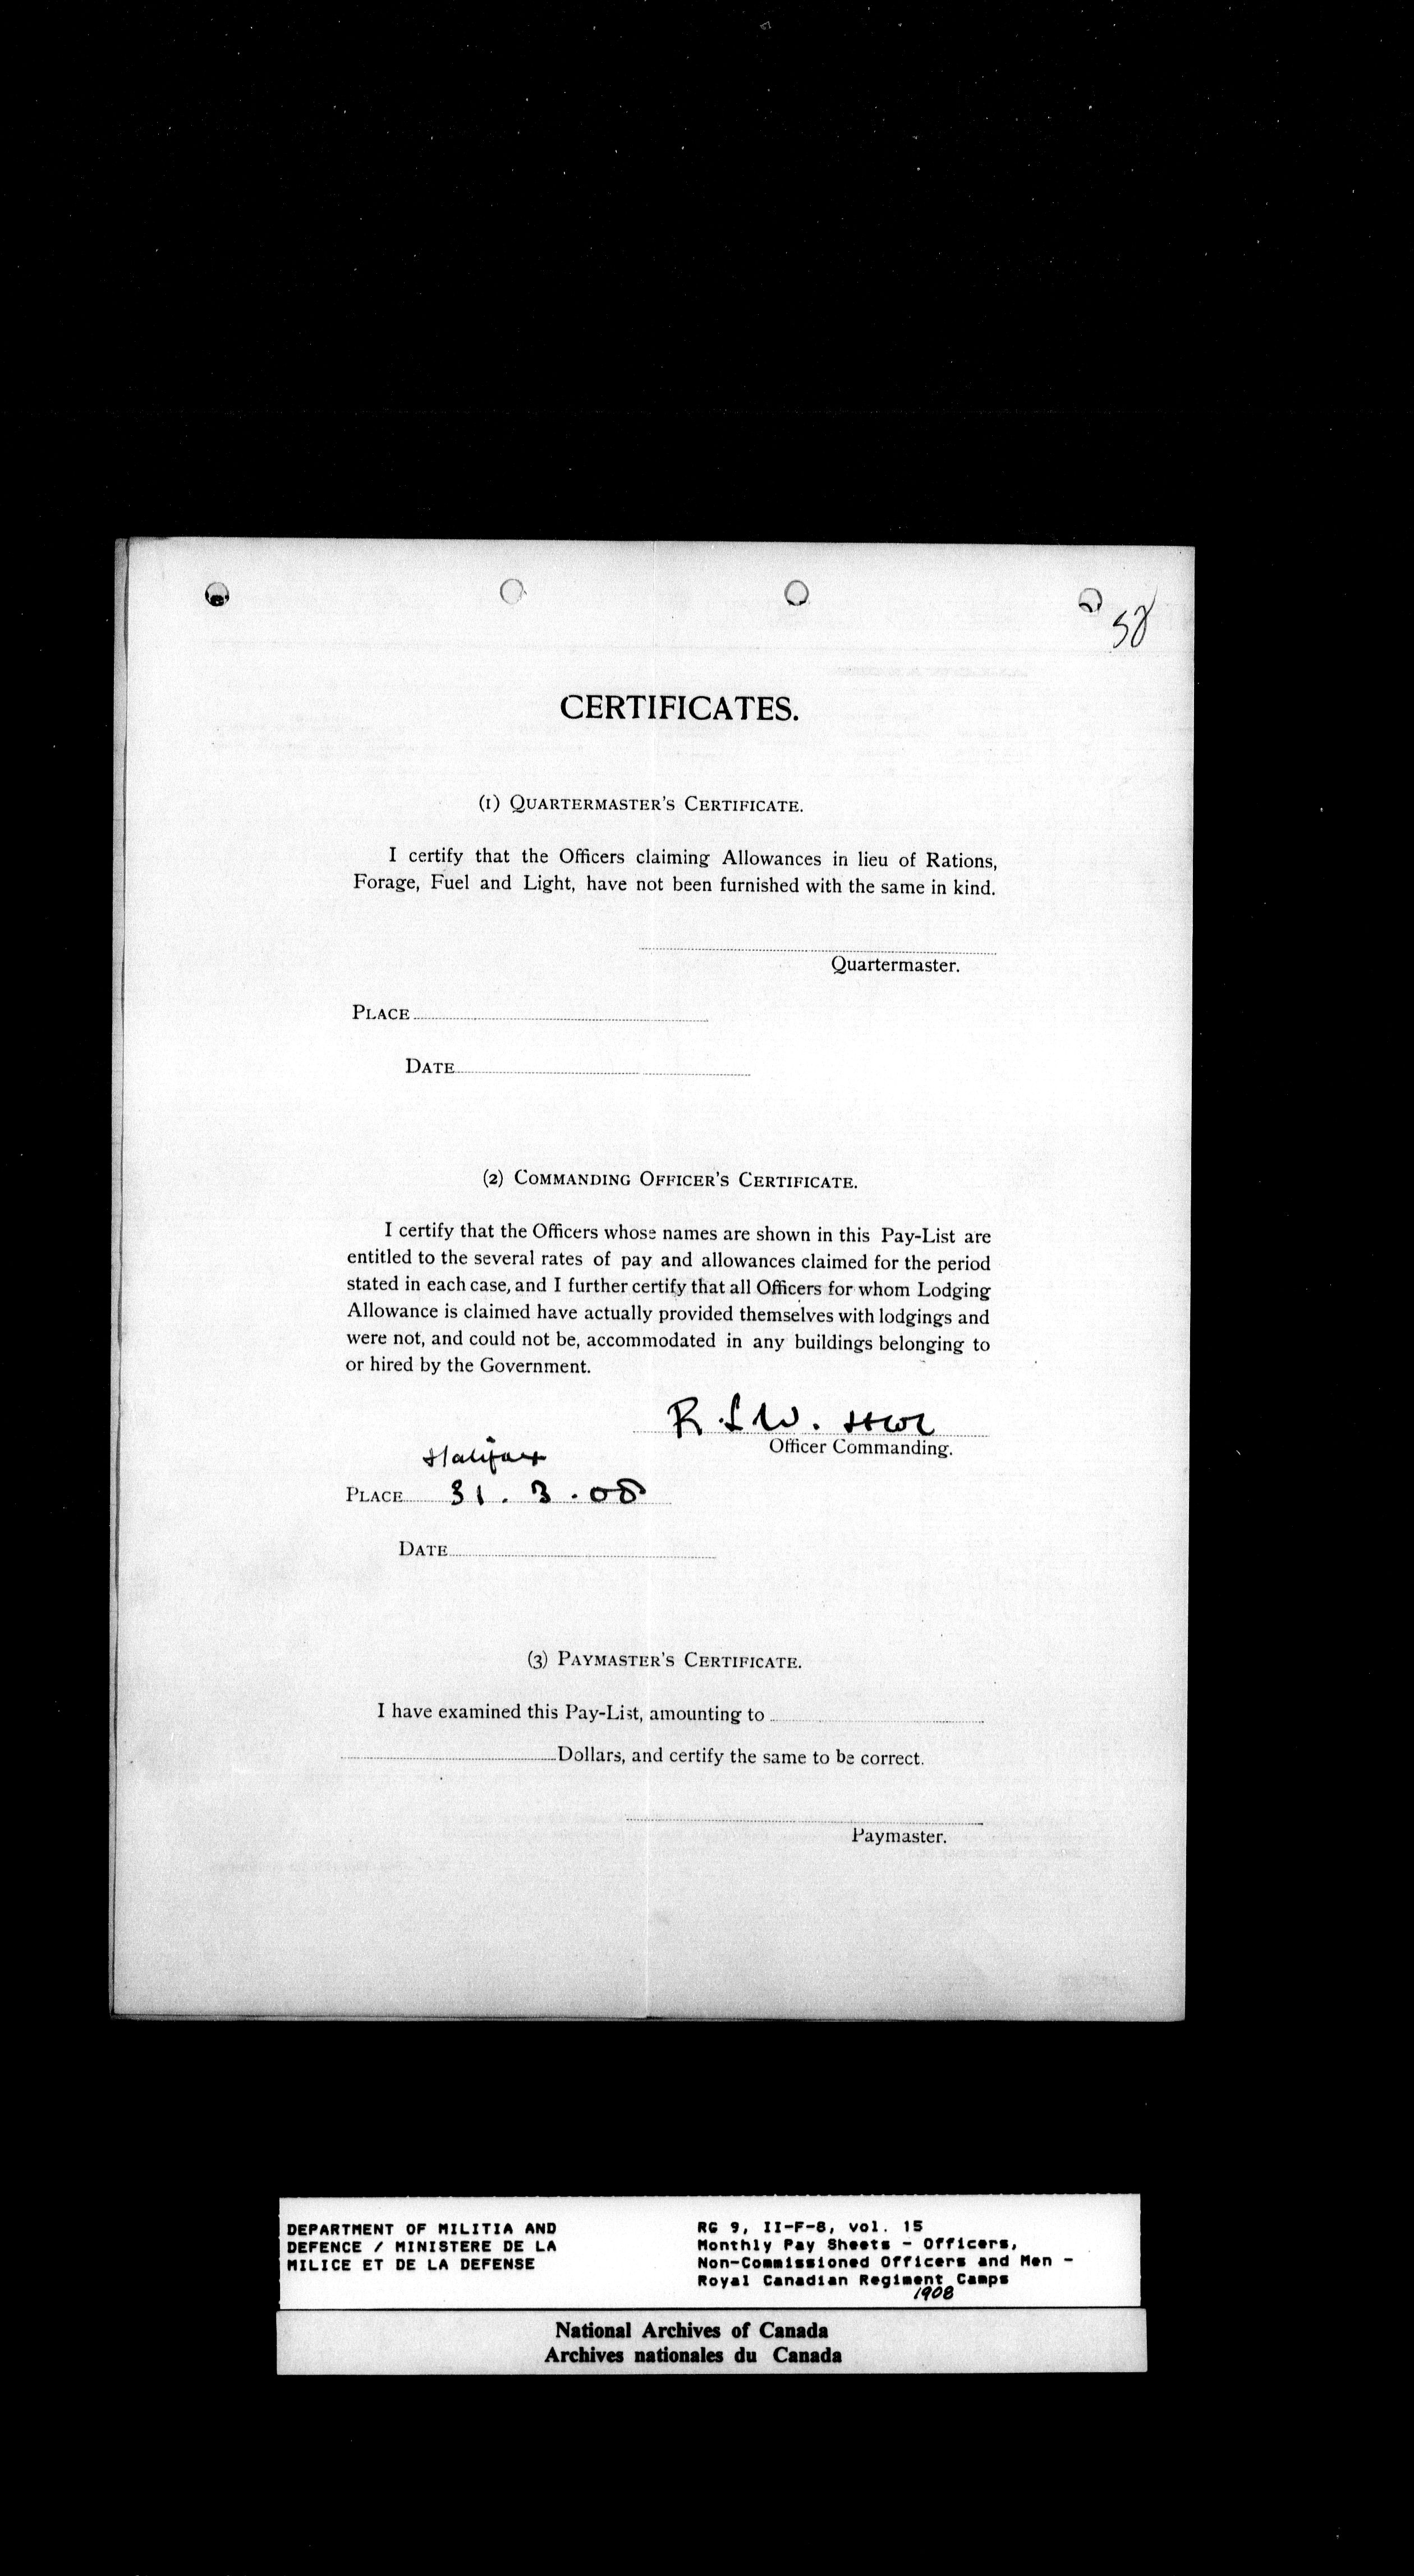 58
CERTIFICATES.
(1) QUARTERMASTER'S CERTIFICATE.
I certify that the Officers claiming Allowances in lieu of Rations,
Forage, Fuel and Light, have not been furnished with the same in kind.
Quartermaster.
PLACE
DATE
(2) COMMANDING OFFICER'S CERTIFICATE.
I certify that the Officers whose names are shown in this Pay-List are
entitled to the several rates of pay and allowances claimed for the period
stated in each case, and I further certify that all Officers for whom Lodging
Allowance is claimed have actually provided themselves with lodgings and
were not, and could not be, accommodated in any buildings belonging to
or hired by the Government.
R. L W.
Officer Commanding.
Halifax
PLACE 31. 3. 08
DATE
(3) PAYMASTER'S CERTIFICATE.
I have examined this Pay-List, amounting to
Dollars, and certify the same to be correct.
Paymaster.
DEPARTMENT OF MILITIA AND
DEFENCE / MINISTERE DE LA
MILICE ET DE LA DEFENSE
RG 9, II-F-8, vol. 15
Monthly Pay Sheets - Officers,
Non-Commissioned Officers and Men -
Royal Canadian Regiment Camps
1908
National Archives of Canada
Archives nationales du Canada